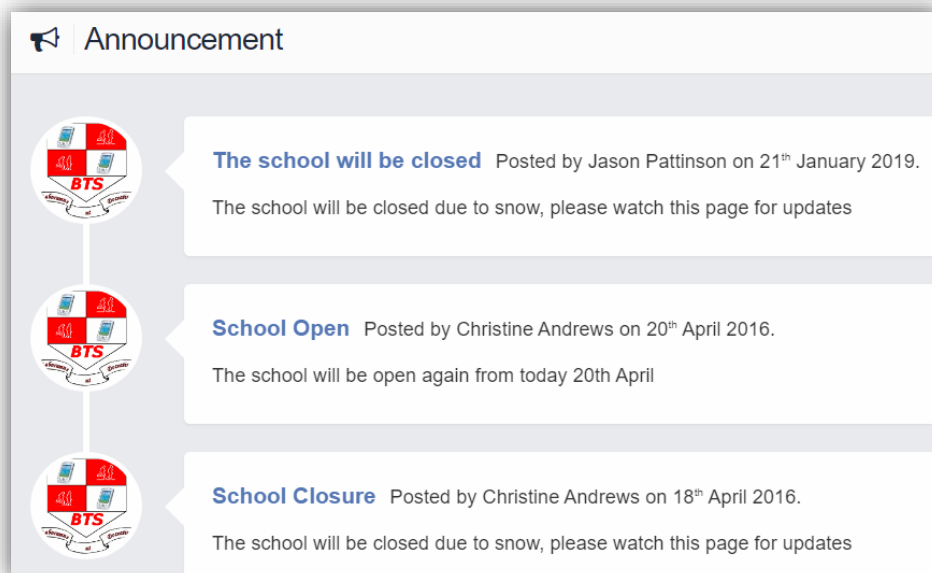 Announcement
BTS
The school will be closed Posted by Jason Pattinson on 21th January 2019.
The school will be closed due to snow, please watch this page for updates
BTS
School Open Posted by Christine Andrews on 20th April 2016.
The school will be open again from today 20th April
BTS
School Closure Posted by Christine Andrews on 18th April 2016.
The school will be closed due to snow, please watch this page for updates